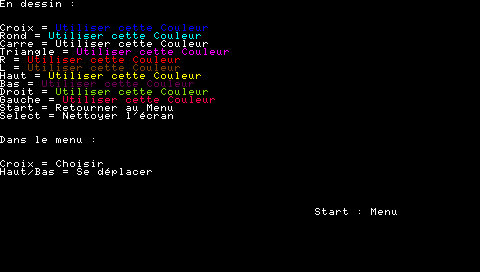 En dessin :
Croix = Utiliser cette Couleur
Rond = Utiliser cette Couleur
Carre = Utiliser cette Couleur
Triangle = Utiliser cette Couleur
R = Utiliser cette Couleur
L = Utiliser cette Couleur
Haut = Utiliser cette Couleur
Bas = Utiliser cette Couleur
Droit = Utiliser cette Couleur
Gauche = Utiliser cette Couleur
Start = Retourner au Menu
Select = Nettoyer l'écran
Dans le menu :
Croix = Choisir
Haut/Bas = Se déplacer
Start : Menu